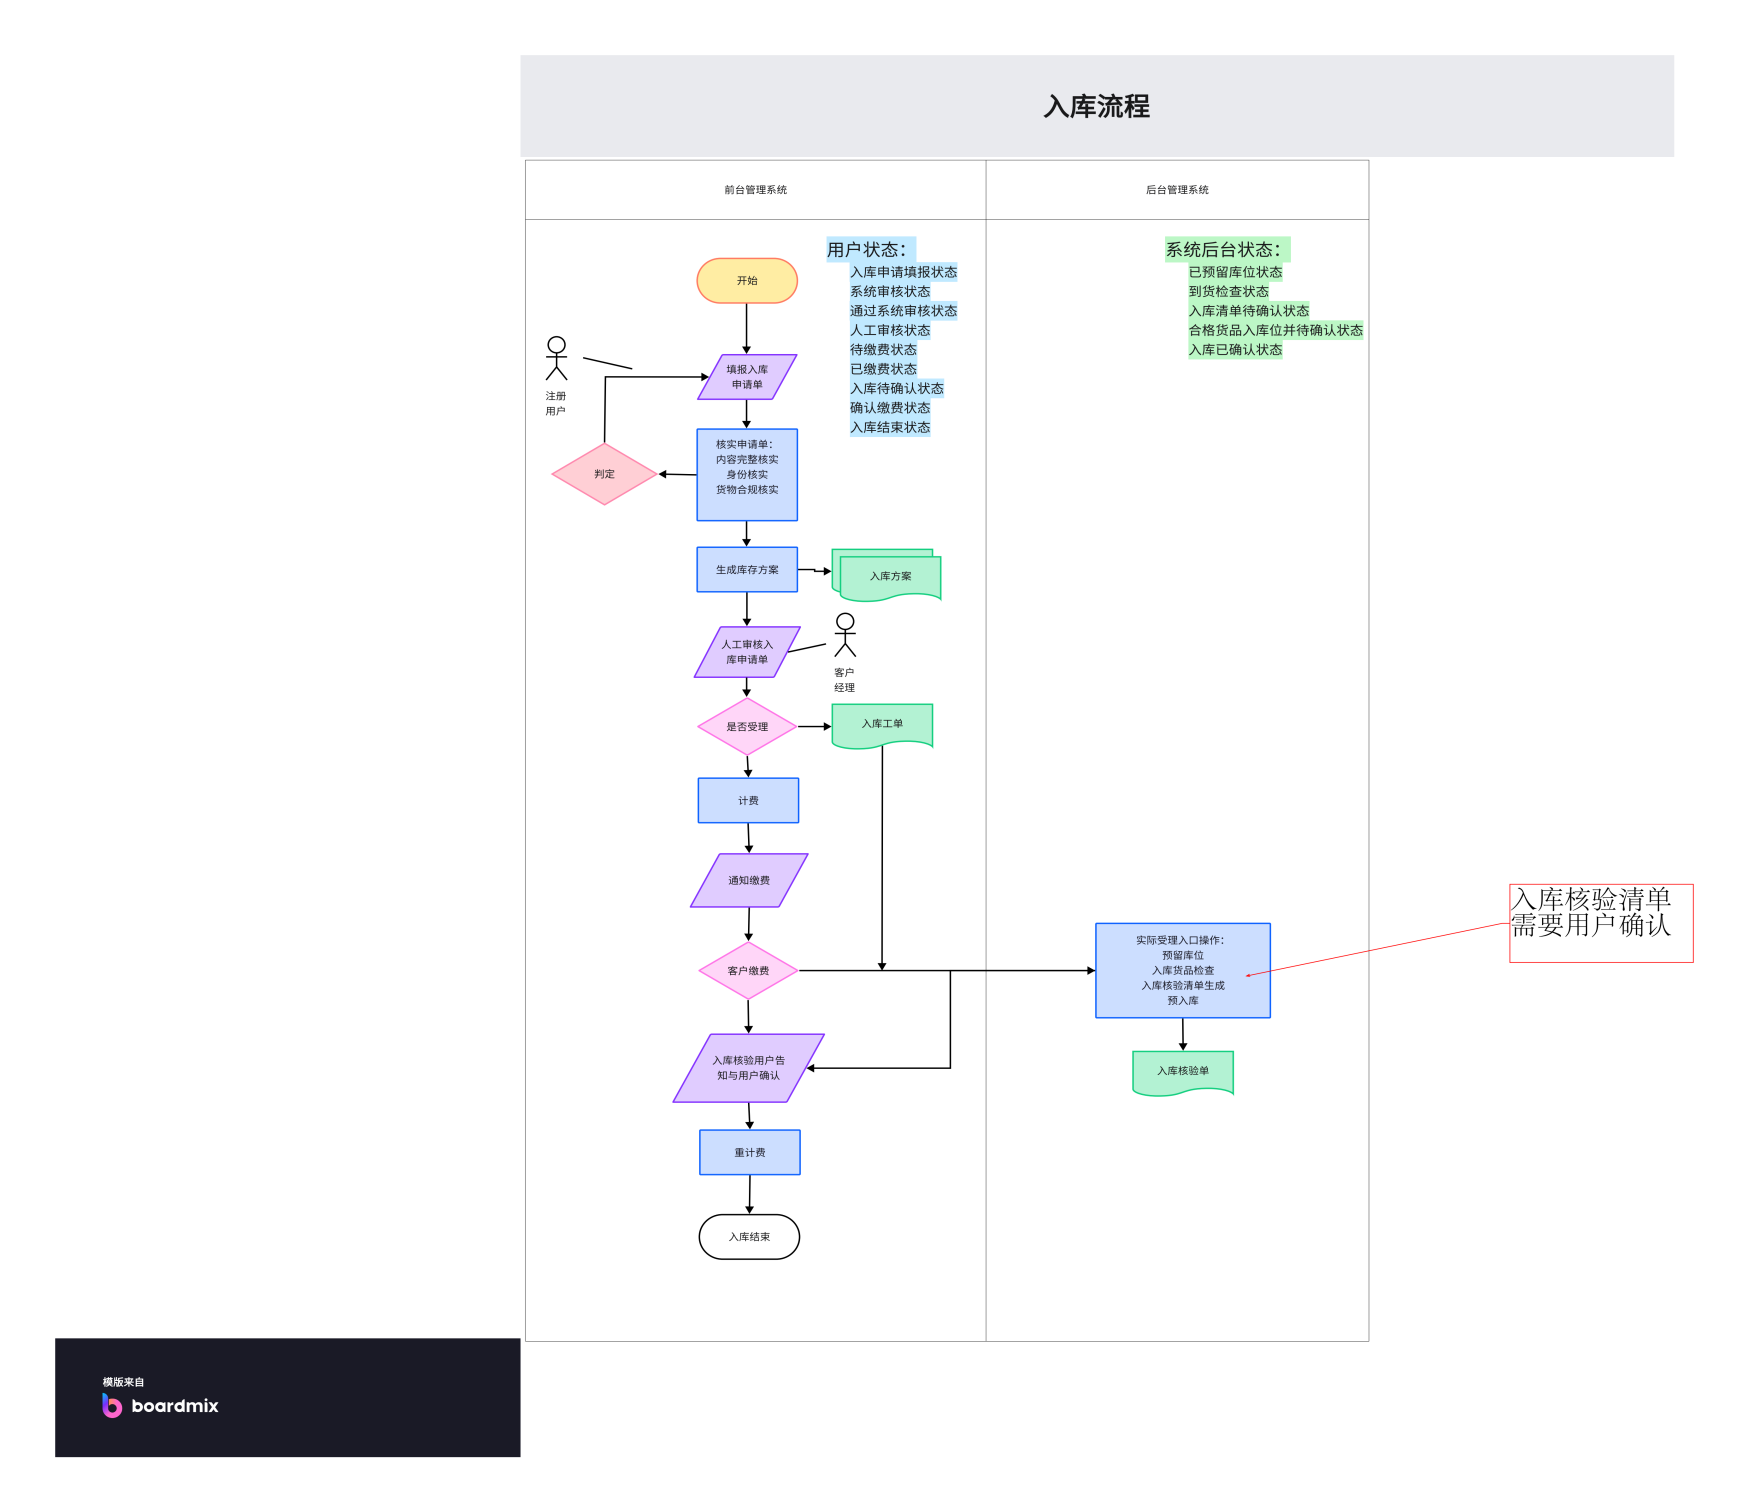 入库流程
前台管理系统
后台管理系统
用户状态：
入库申请填报状态
系统审核状态
通过系统审核状态
人工审核状态
待缴费状态
已缴费状态
入库待确认状态
确认缴费状态
入库结束状态
系统后台状态：
已预留库位状态
到货检查状态
入库清单待确认状态
合格货品入库位并待确认状态
入库已确认状态
开始
注册
用户
填报入库
申请单
核实申请单：
内容完整核实
身份核实
货物合规核实
判定
生成库存方案
入库方案
人工审核入
库申请单
客户
经理
是否受理
入库工单
计费
通知缴费
客户缴费
实际受理入口操作：
预留库位
入库货品检查
入库核验清单生成
预入库
入库核验清单
需要用户确认
入库核验用户告
知与用户确认
入库核验单
重计费
入库结束
模版来自
boardmix